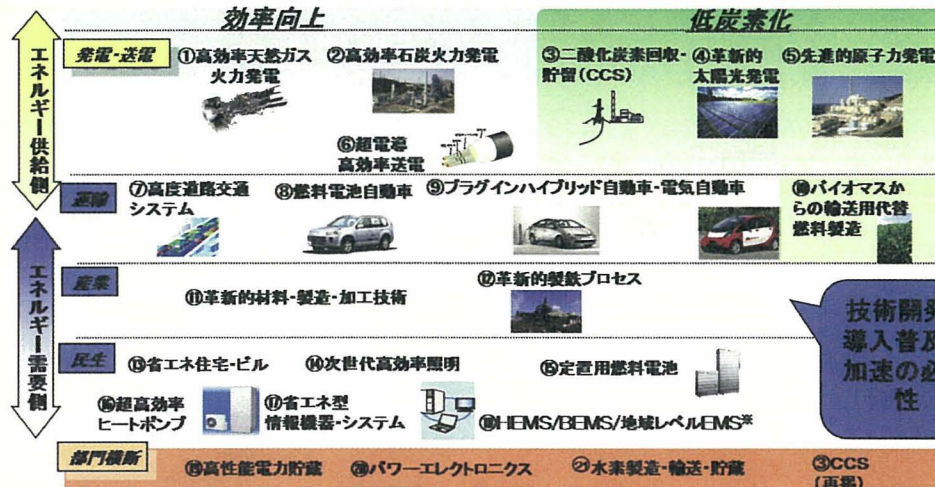 効率向上
低炭素化
エネルギー供給側
発電・送電
①高効率天然ガス
火力発電
②高効率石炭火力発電
③二酸化炭素回収・
貯留(CCS)
④革新的
太陽光発電
⑤先進的原子力発電
⑥超電導
高効率送電
運輸
⑦高度道路交通
システム
⑧燃料電池自動車
⑨プラグインハイブリッド自動車・電気自動車
⑩バイオマスか
らの輸送用代替
燃料製造
エネルギー需要側
産業
⑪革新的材料・製造・加工技術
⑫革新的製鉄プロセス
技術開発
導入普及
加速の必
性
民生
⑬省エネ住宅・ビル
⑭次世代高効率照明
⑮定置用燃料電池
⑯超高効率
ヒートポンプ
⑰省エネ型
情報機器・システム
⑱HEMS/BEMS/地域レベルEMS※
部門横断
⑲高性能電力貯蔵
⑳パワーエレクトロニクス
㉑水素製造・輸送・貯蔵
③CCS
(再掲)